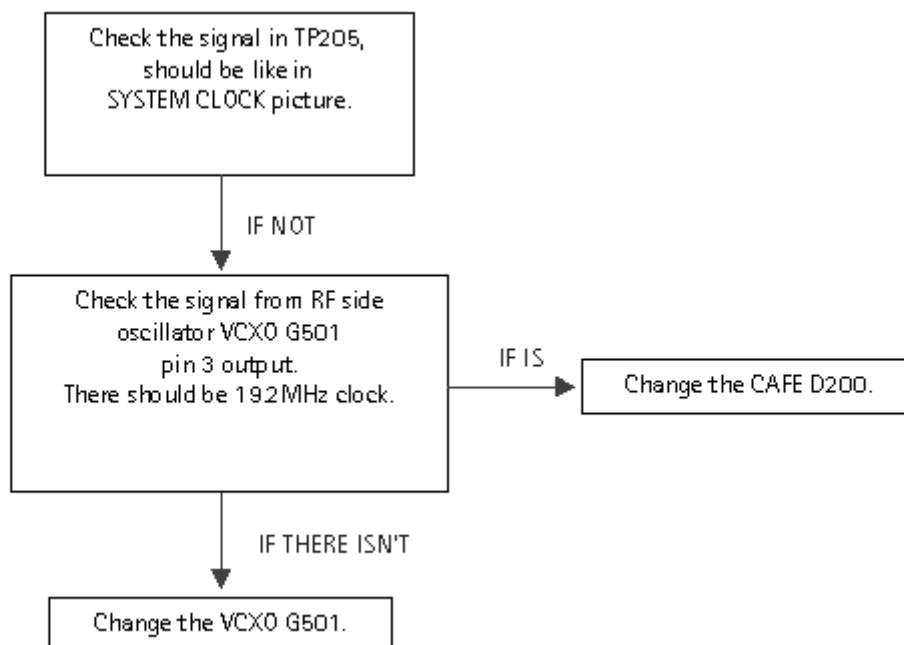 Check the signal in TP205,
should be like in
SYSTEM CLOCK picture.
IF NOT
Check the signal from RF side
oscillator VCXO G501
pin 3 output.
There should be 19.2MHz clock.
IF IS
Change the CAFE D200.
IF THERE ISN'T
Change the VCXO G501.